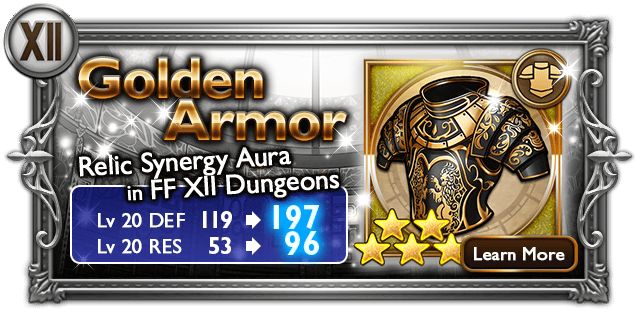 XII
Golden
Armor
Relic Synergy Aura
in FF XII Dungeons
Lv 20 DEF 119 ➡ 197
Lv 20 RES 53 ➡ 96
Learn More